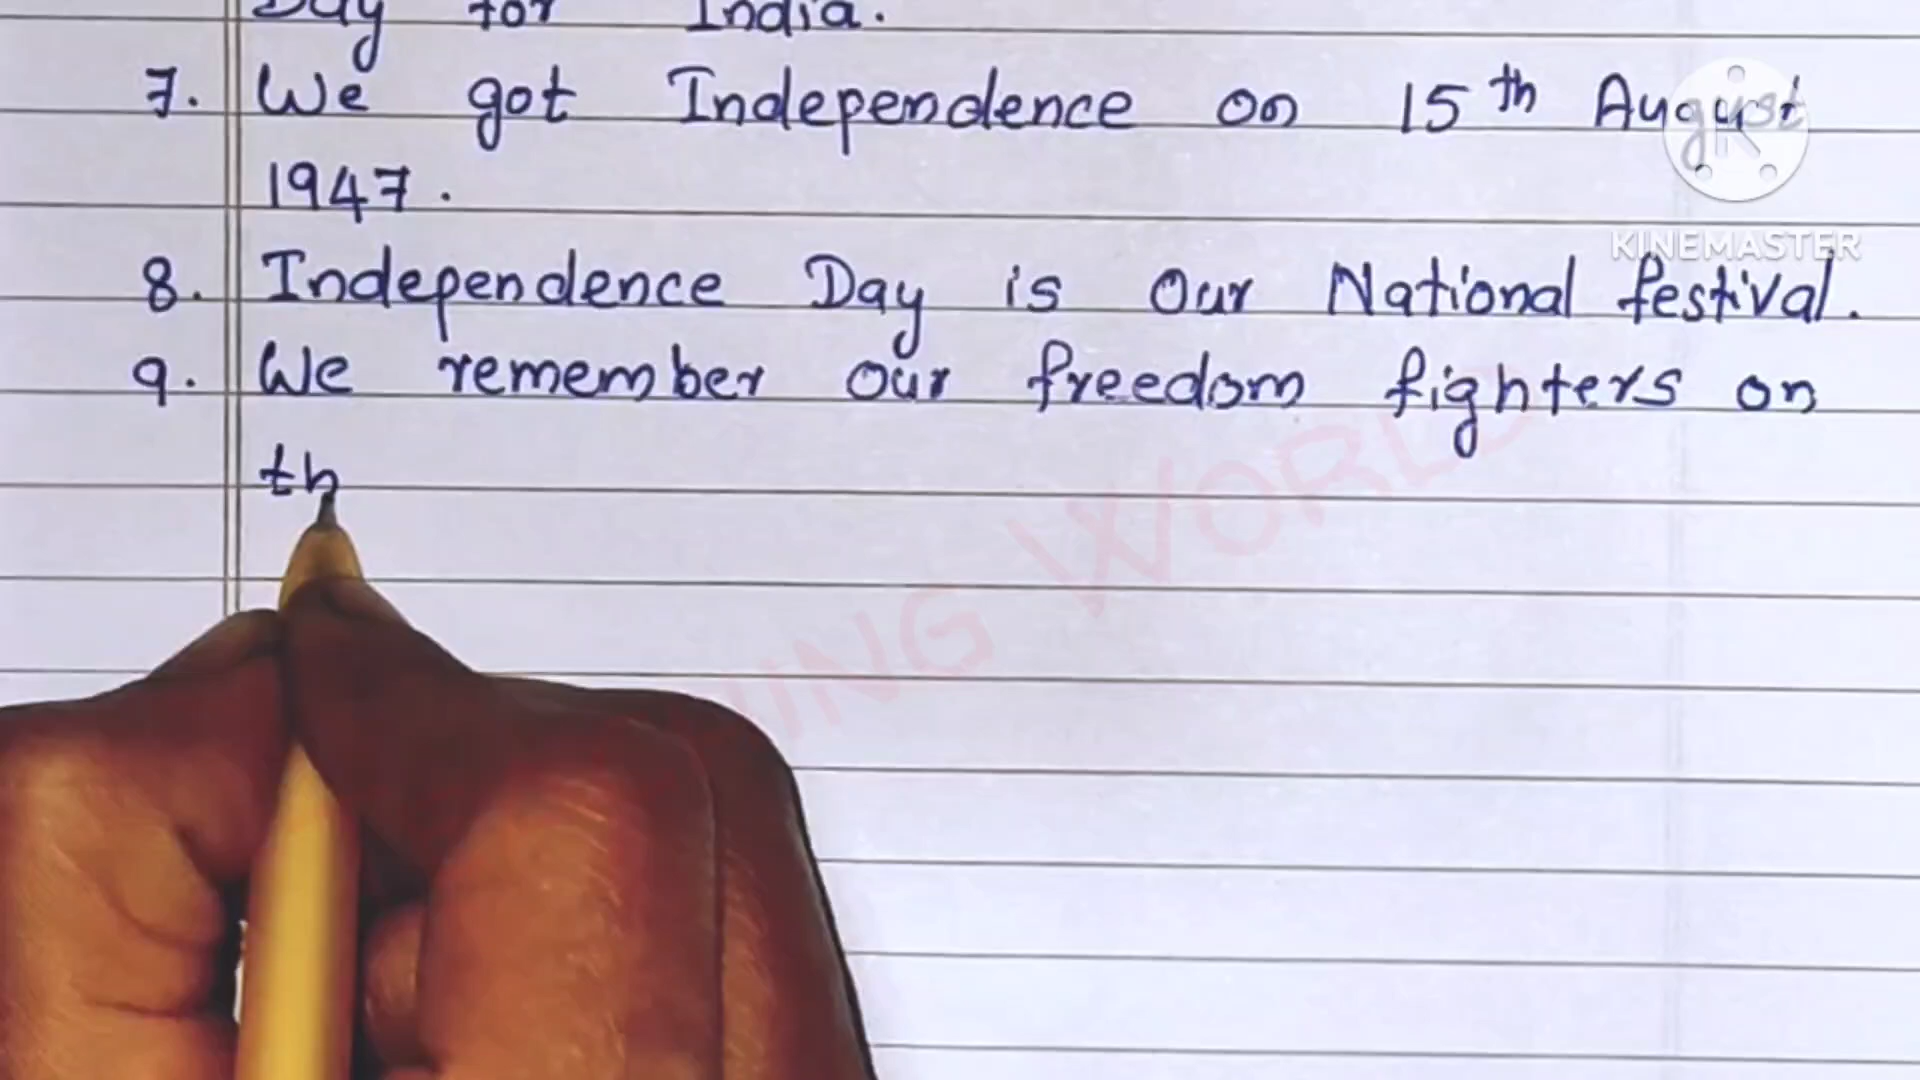 Day for India.
7. We got Independence on 15th August
1947.
KINEMASTER
8. Independence Day is Our National festival.
9. We remember our freedom fighters on
th
WORLD